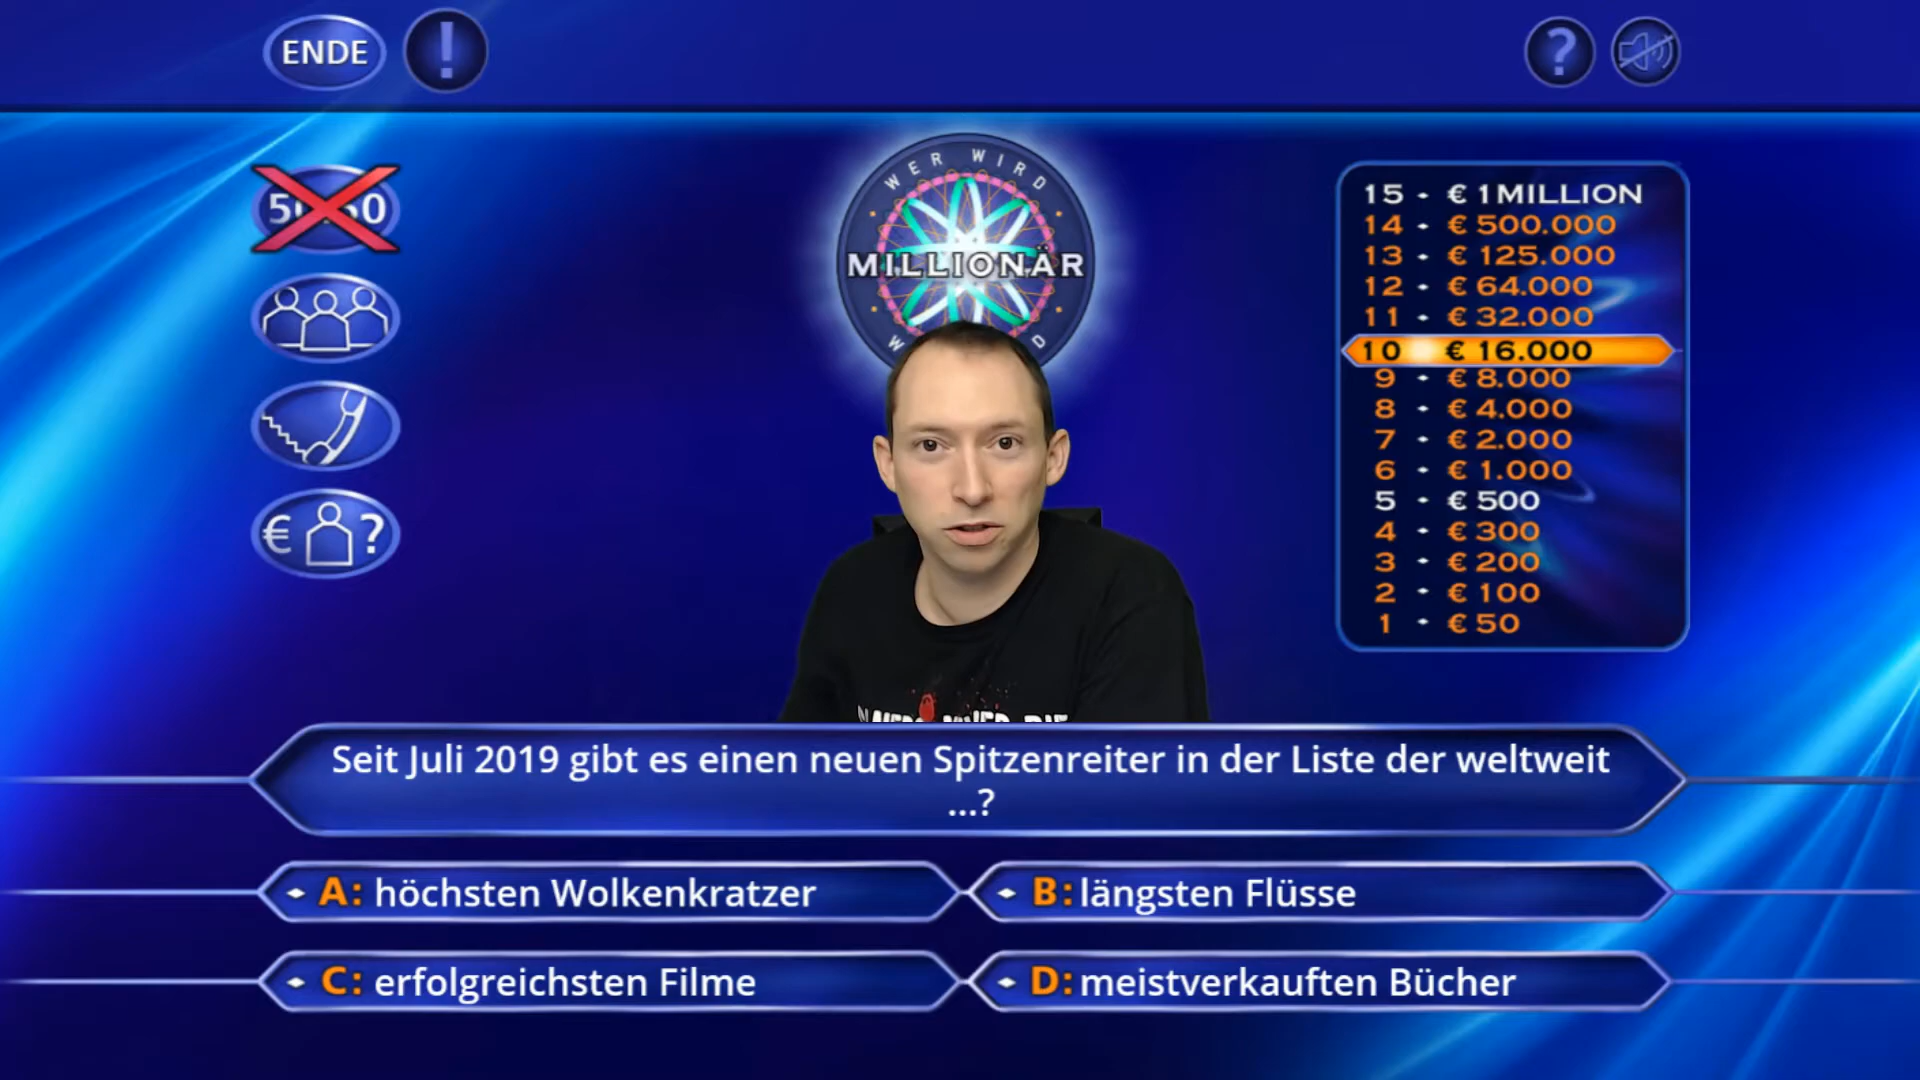 ENDE !
?
WER WIRD
MILLIONÄR
15 · € 1 MILLION
14 · € 500.000
13 · € 125.000
12 · € 64.000
11 · € 32.000
10 € 16.000
9 · € 8.000
8 · € 4.000
7 · € 2.000
6 · € 1.000
5 · € 500
4 · € 300
3 · € 200
2 · € 100
1 · € 50
€ ?
Seit Juli 2019 gibt es einen neuen Spitzenreiter in der Liste der weltweit
...?
A: höchsten Wolkenkratzer
B: längsten Flüsse
C: erfolgreichsten Filme
D: meistverkauften Bücher